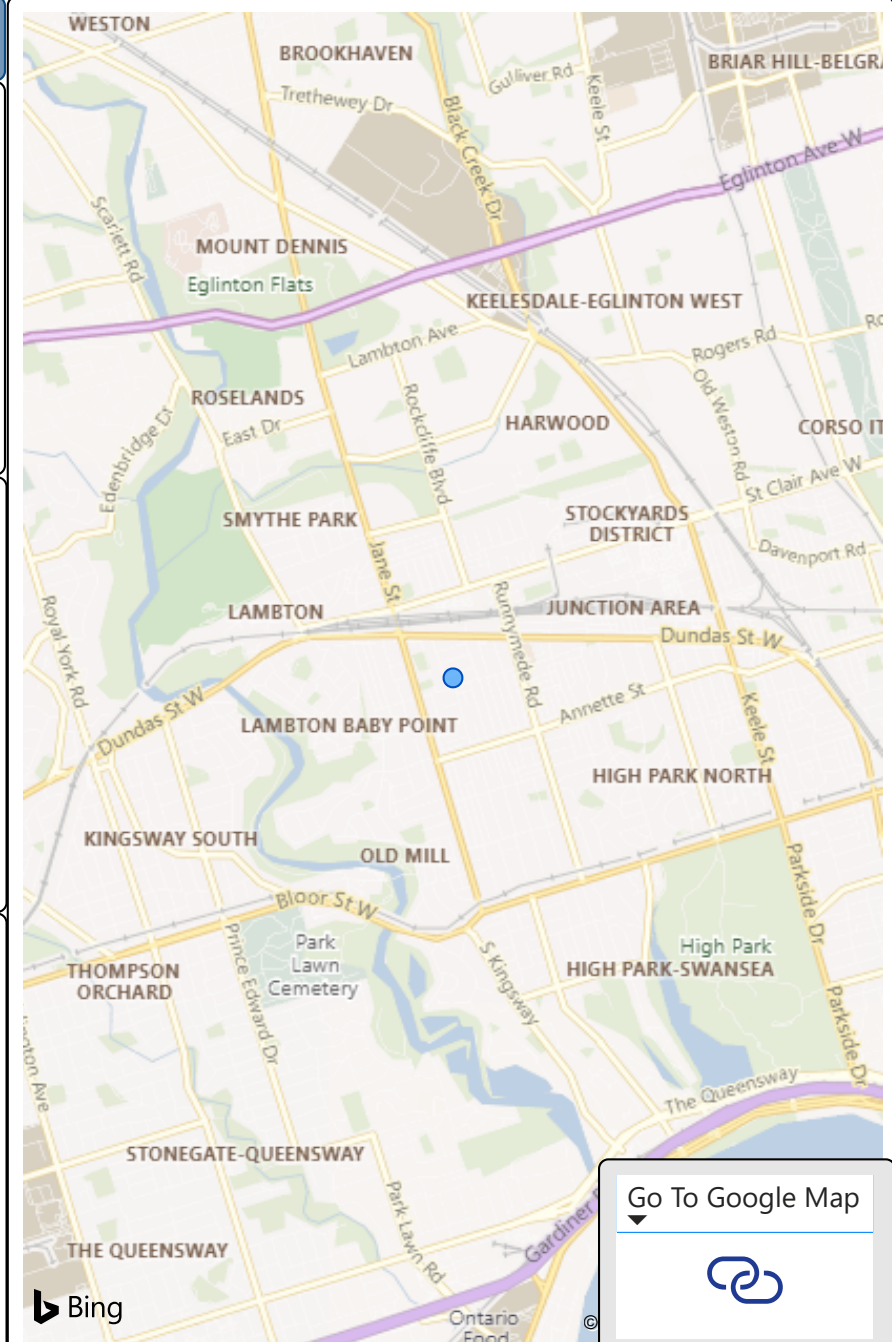 WESTON
BROOKHAVEN
BRIAR HILL-BELGRA
Gulliver Rd
Trethewey Dr
Keele St
Black Creek Dr
Eglinton Ave W
Scarlett Rd
MOUNT DENNIS
Eglinton Flats
KEELESDALE-EGLINTON WEST
Lambton Ave
Rogers Rd
Ro
ROSELANDS
Rockcliffe Blvd
Old Weston Rd
East Dr
HARWOOD
CORSO IT
Edenbridge Dr
St Clair Ave W
SMYTHE PARK
STOCKYARDS
DISTRICT
Davenport Rd
Jane St
Royal York Rd
LAMBTON
Runnymede Rd
JUNCTION AREA
Dundas St W
Dundas St W
Annette St
Keele St
LAMBTON BABY POINT
HIGH PARK NORTH
KINGSWAY SOUTH
OLD MILL
Parkside Dr
Bloor St W
Park
Lawn
Cemetery
High Park
HIGH PARK-SWANSEA
S Kingsway
THOMPSON
ORCHARD
Prince Edward Dr
Parkside Dr
ington Ave
The Queensway
STONEGATE-QUEENSWAY
Park Lawn Rd
Gardiner
THE QUEENSWAY
Go To Google Map
Bing
Ontario
Food
©